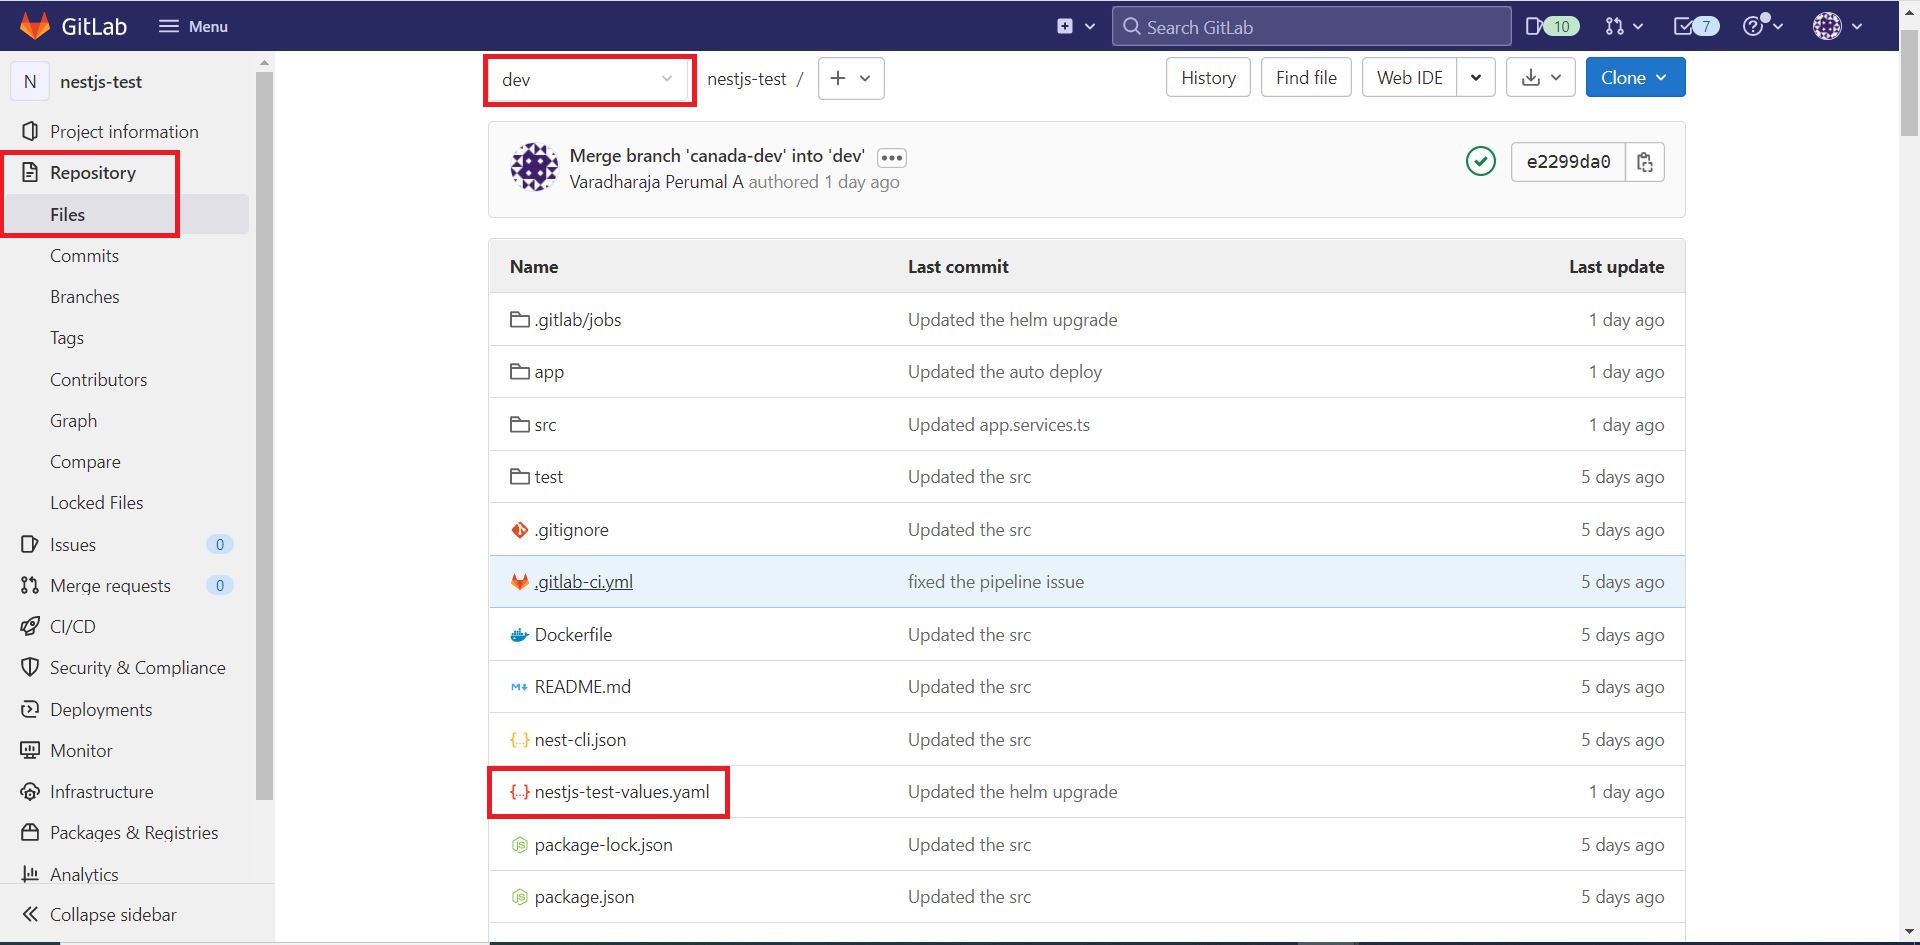 GitLab Menu Search GitLab 10 7
N nestjs-test
Project information
Repository
Files
Commits
Branches
Tags
Contributors
Graph
Compare
Locked Files
Issues 0
Merge requests 0
CI/CD
Security & Compliance
Deployments
Monitor
Infrastructure
Packages & Registries
Analytics
Collapse sidebar
dev nestjs-test / + History Find file Web IDE Clone
Merge branch 'canada-dev' into 'dev' •••
Varadharaja Perumal A authored 1 day ago
e2299da0
Name Last commit Last update
.gitlab/jobs Updated the helm upgrade 1 day ago
app Updated the auto deploy 1 day ago
src Updated app.services.ts 1 day ago
test Updated the src 5 days ago
.gitignore Updated the src 5 days ago
.gitlab-ci.yml fixed the pipeline issue 5 days ago
Dockerfile Updated the src 5 days ago
README.md Updated the src 5 days ago
nest-cli.json Updated the src 5 days ago
nestjs-test-values.yaml Updated the helm upgrade 1 day ago
package-lock.json Updated the src 5 days ago
package.json Updated the src 5 days ago